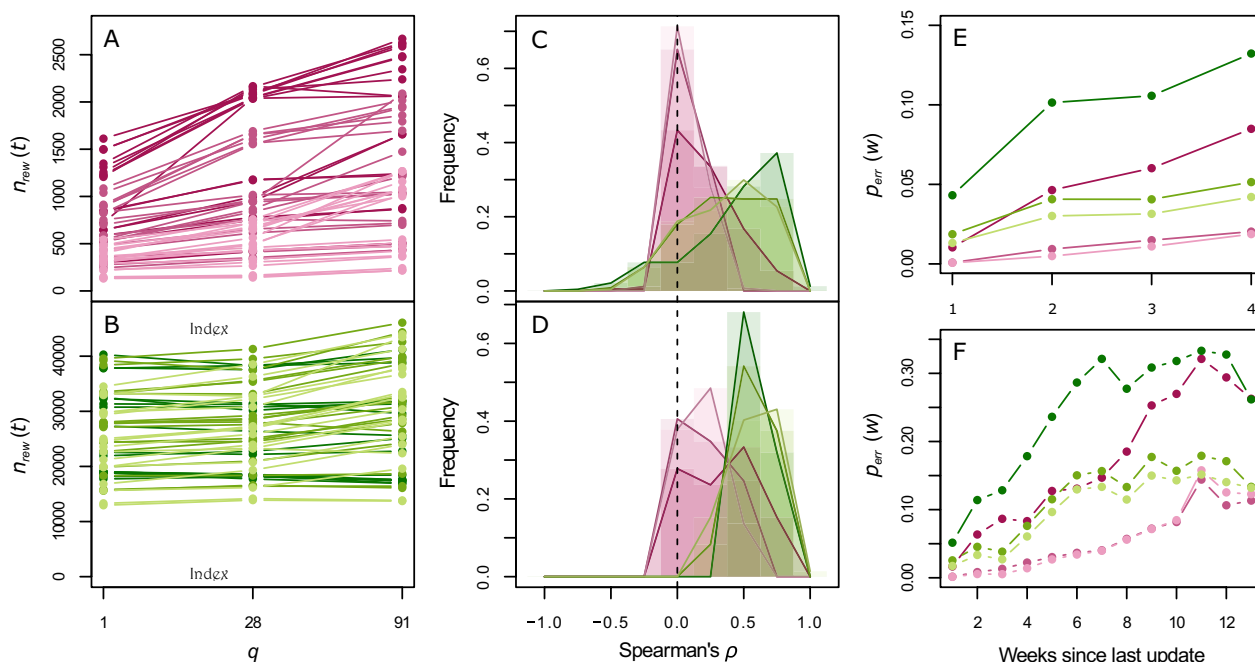 A
2500
2000
1500
1000
500
0
n_rew (t)
B
Index
40000
30000
20000
10000
0
n_rew (t)
Index
1
28
91
q
C
0.6
0.4
0.2
0.0
Frequency
D
0.6
0.4
0.2
0.0
Frequency
−1.0
−0.5
0.0
0.5
1.0
Spearman's ρ
E
0.15
0.10
0.05
0.00
p_err (w)
1
2
3
4
F
0.30
0.20
0.10
0.00
p_err (w)
2
4
6
8
10
12
Weeks since last update